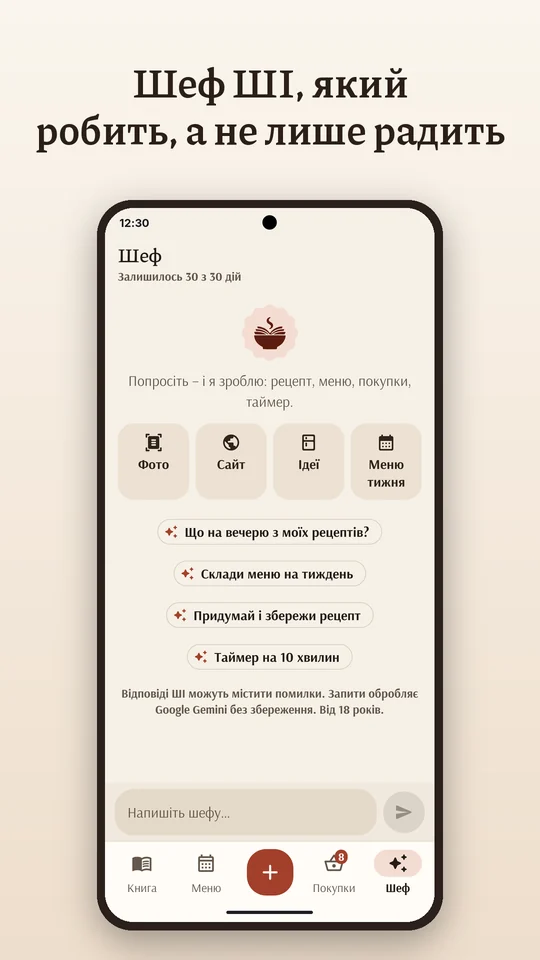 Шеф ШІ, який
робить, а не лише радить
12:30
Шеф
Залишилось 30 з 30 дій
Попросіть – і я зроблю: рецепт, меню, покупки,
таймер.
Фото
Сайт
Ідеї
Меню
тижня
Що на вечерю з моїх рецептів?
Склади меню на тиждень
Придумай і збережи рецепт
Таймер на 10 хвилин
Відповіді ШІ можуть містити помилки. Запити обробляє
Google Gemini без збереження. Від 18 років.
Напишіть шефу...
8
Книга
Меню
Покупки
Шеф